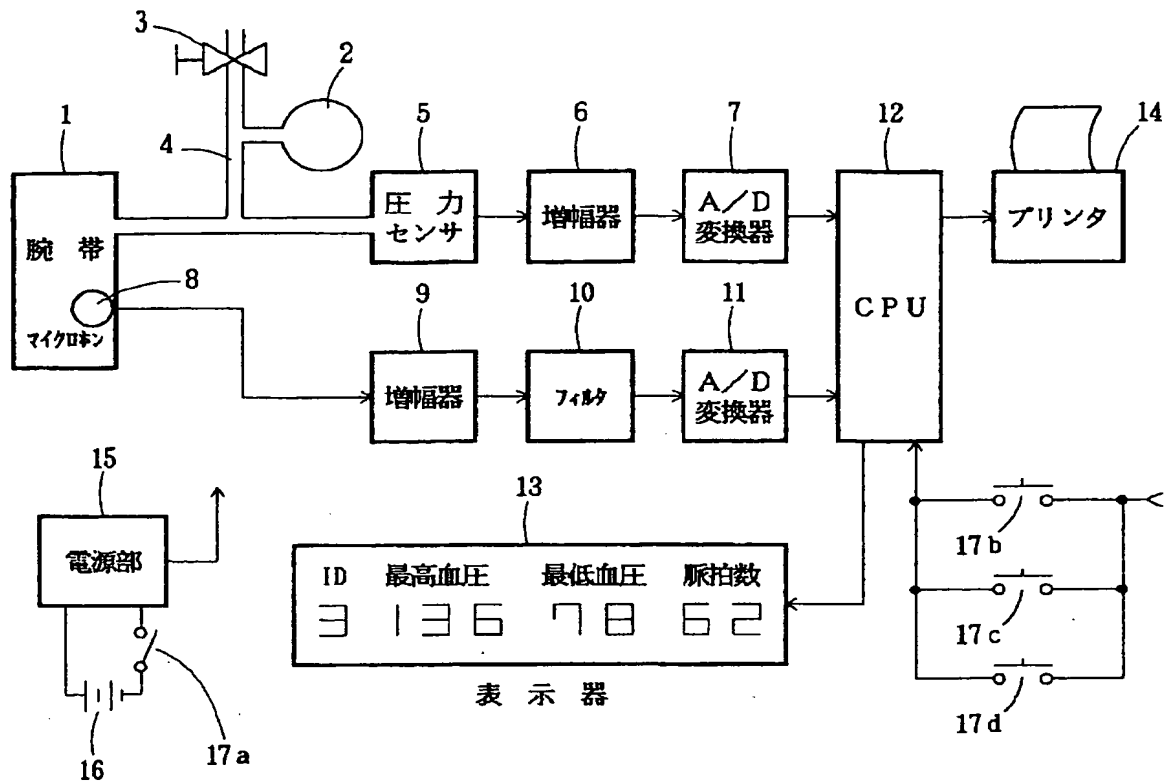 3
2
1
4
5
6
7
12
14
腕 帯
圧 力
センサ
増幅器
A/D
変換器
CPU
プリンタ
8
マイクロホン
9
10
11
増幅器
フィルタ
A/D
変換器
15
電源部
16
17a
13
ID 最高血圧 最低血圧 脈拍数
3 136 78 62
表 示 器
17b
17c
17d